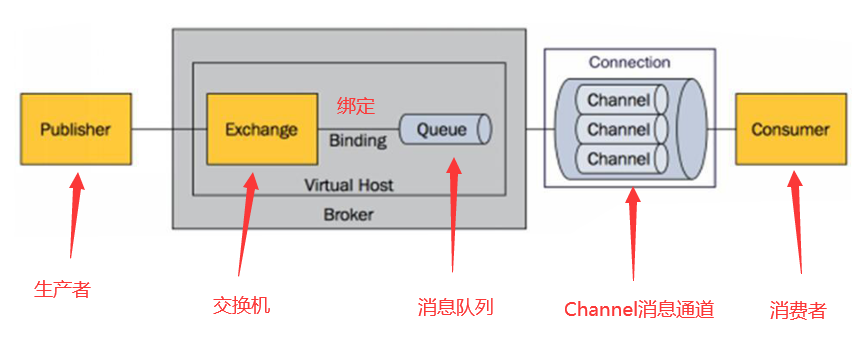 Connection
Publisher
Exchange
绑定
Binding
Queue
Channel
Channel
Channel
Consumer
Virtual Host
Broker
生产者
交换机
消息队列
Channel消息通道
消费者